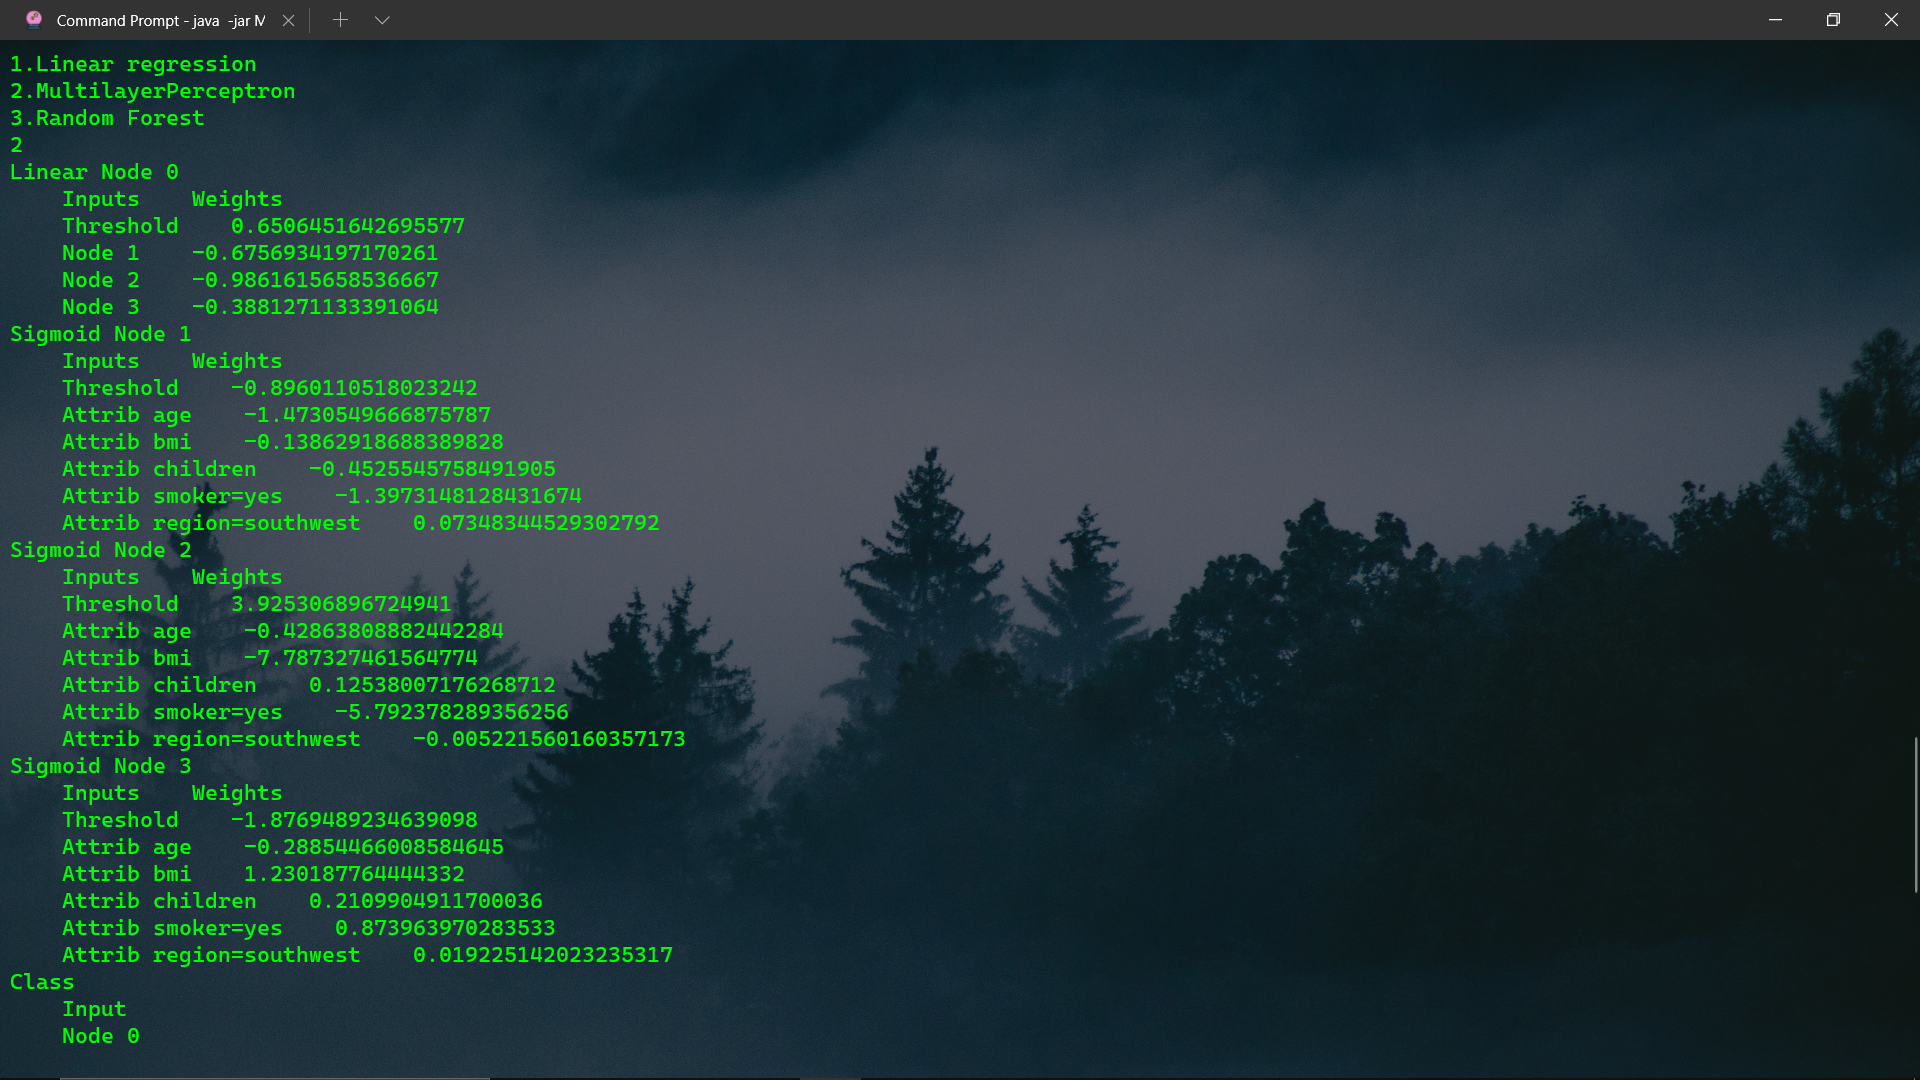 Command Prompt - java -jar M
1.Linear regression
2.MultilayerPerceptron
3.Random Forest
2
Linear Node 0
    Inputs    Weights
    Threshold    0.6506451642695577
    Node 1    -0.6756934197170261
    Node 2    -0.9861615658536667
    Node 3    -0.3881271133391064
Sigmoid Node 1
    Inputs    Weights
    Threshold    -0.8960110518023242
    Attrib age    -1.4730549666875787
    Attrib bmi    -0.13862918688389828
    Attrib children    -0.4525545758491905
    Attrib smoker=yes    -1.3973148128431674
    Attrib region=southwest    0.07348344529302792
Sigmoid Node 2
    Inputs    Weights
    Threshold    3.925306896724941
    Attrib age    -0.42863808882442284
    Attrib bmi    -7.787327461564774
    Attrib children    0.12538007176268712
    Attrib smoker=yes    -5.792378289356256
    Attrib region=southwest    -0.005221560160357173
Sigmoid Node 3
    Inputs    Weights
    Threshold    -1.8769489234639098
    Attrib age    -0.28854466008584645
    Attrib bmi    1.230187764444332
    Attrib children    0.2109904911700036
    Attrib smoker=yes    0.873963970283533
    Attrib region=southwest    0.019225142023235317
Class
    Input
    Node 0